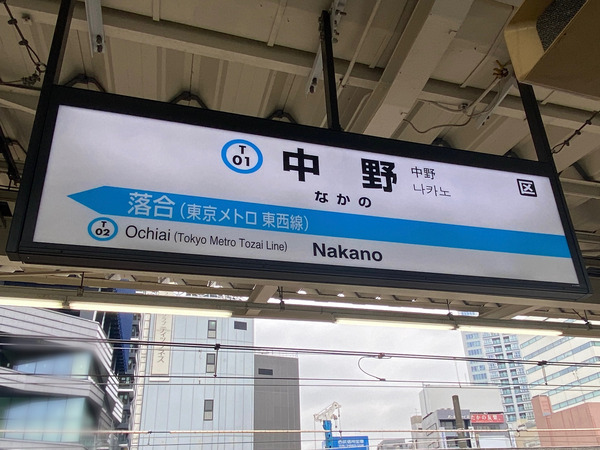 T
01
中野
なかの
中野
나카노
区
落合(東京メトロ 東西線)
T
02
Ochiai (Tokyo Metro Tozai Line)
Nakano